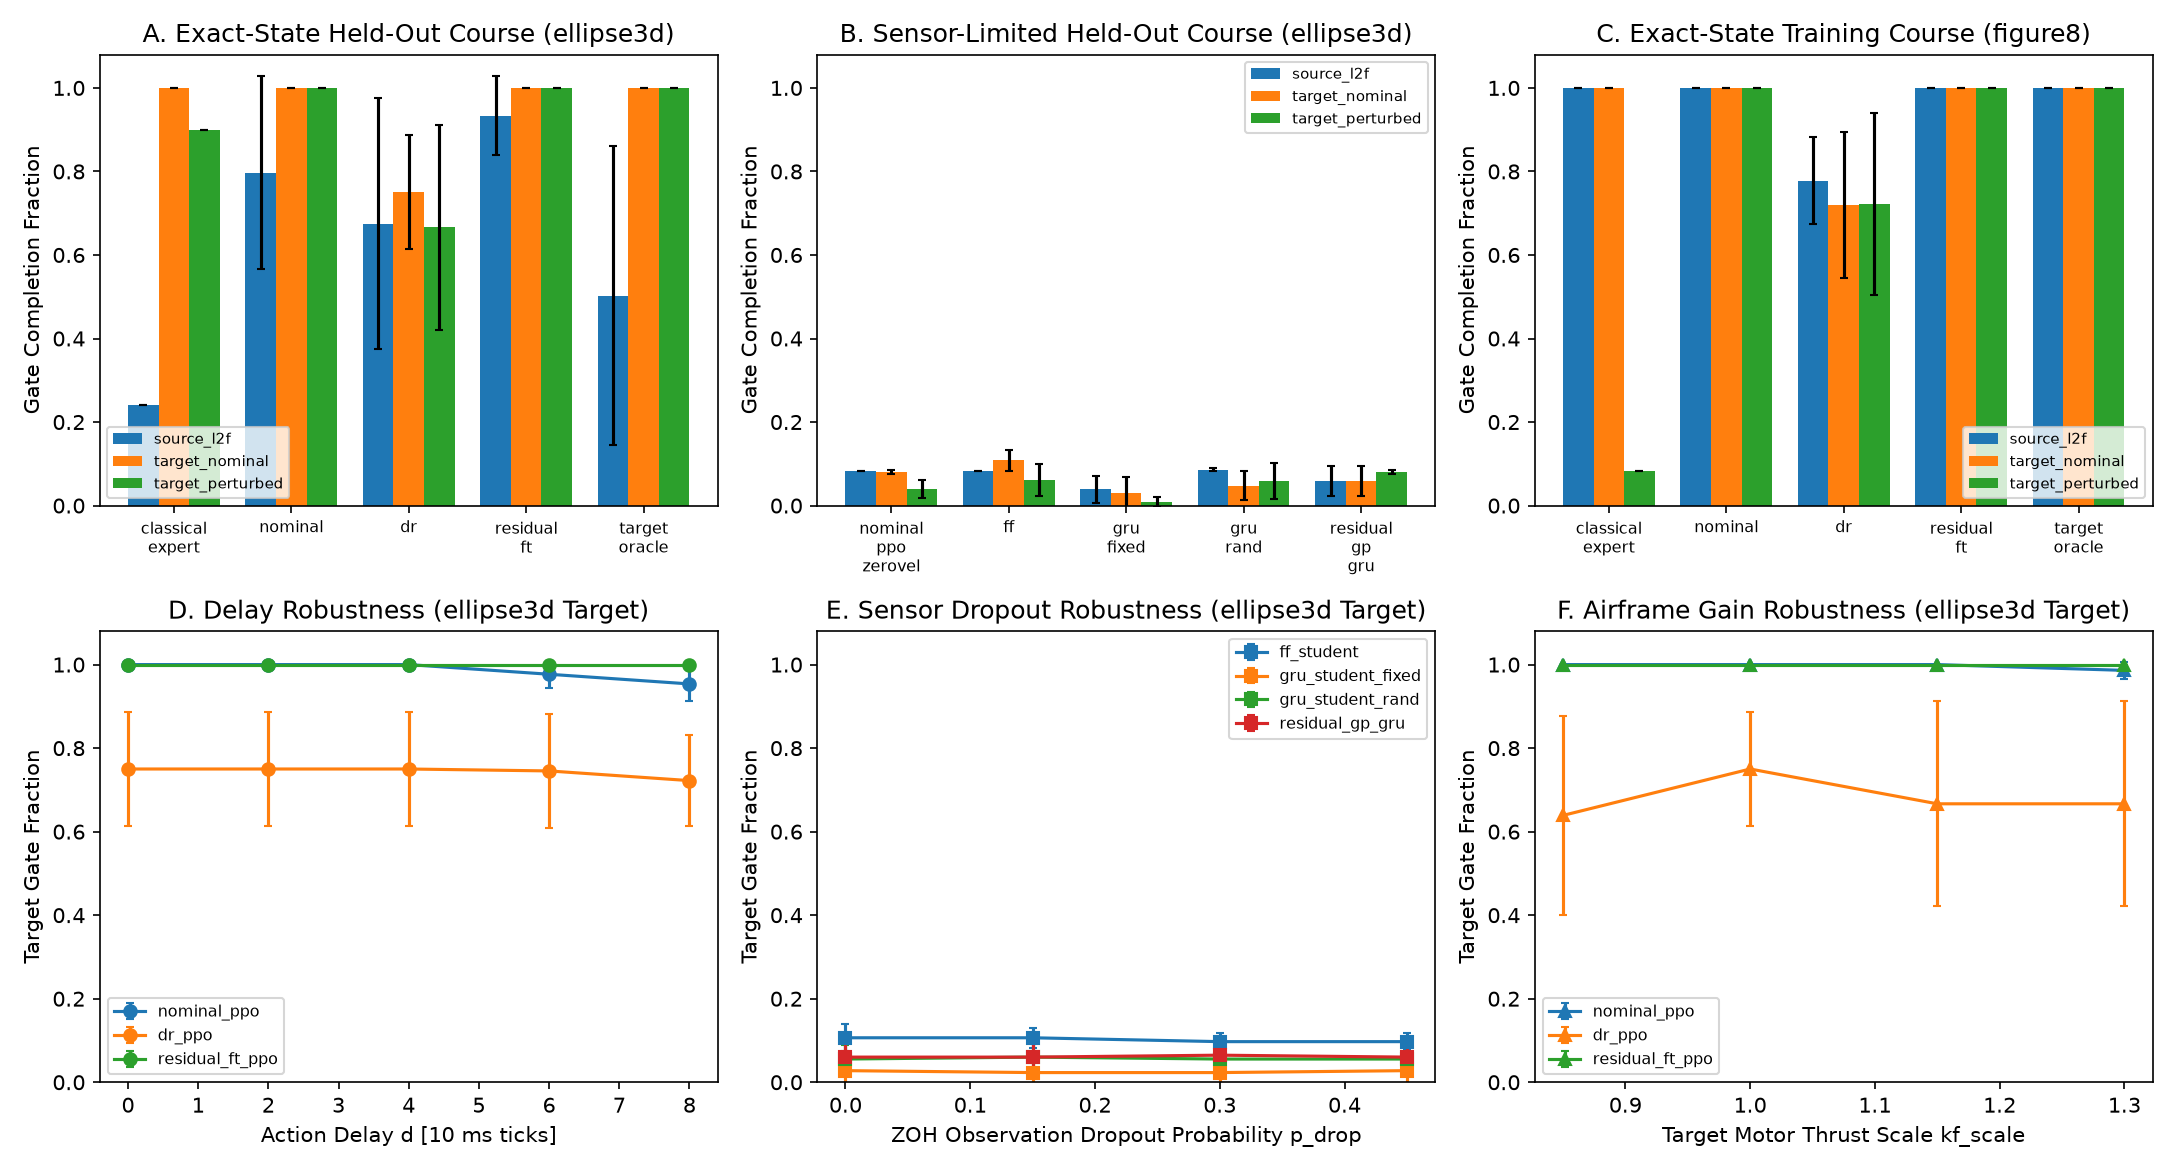 A. Exact-State Held-Out Course (ellipse3d)
Gate Completion Fraction
1.0
0.8
0.6
0.4
0.2
0.0
source_l2f
target_nominal
target_perturbed
classical
expert
nominal
dr
residual
ft
target
oracle
B. Sensor-Limited Held-Out Course (ellipse3d)
Gate Completion Fraction
1.0
0.8
0.6
0.4
0.2
0.0
source_l2f
target_nominal
target_perturbed
nominal
ppo
zerovel
ff
gru
fixed
gru
rand
residual
gp
gru
C. Exact-State Training Course (figure8)
Gate Completion Fraction
1.0
0.8
0.6
0.4
0.2
0.0
source_l2f
target_nominal
target_perturbed
classical
expert
nominal
dr
residual
ft
target
oracle
D. Delay Robustness (ellipse3d Target)
Target Gate Fraction
1.0
0.8
0.6
0.4
0.2
0.0
nominal_ppo
dr_ppo
residual_ft_ppo
0 1 2 3 4 5 6 7 8
Action Delay d [10 ms ticks]
E. Sensor Dropout Robustness (ellipse3d Target)
Target Gate Fraction
1.0
0.8
0.6
0.4
0.2
0.0
ff_student
gru_student_fixed
gru_student_rand
residual_gp_gru
0.0 0.1 0.2 0.3 0.4
ZOH Observation Dropout Probability p_drop
F. Airframe Gain Robustness (ellipse3d Target)
Target Gate Fraction
1.0
0.8
0.6
0.4
0.2
0.0
nominal_ppo
dr_ppo
residual_ft_ppo
0.9 1.0 1.1 1.2 1.3
Target Motor Thrust Scale kf_scale